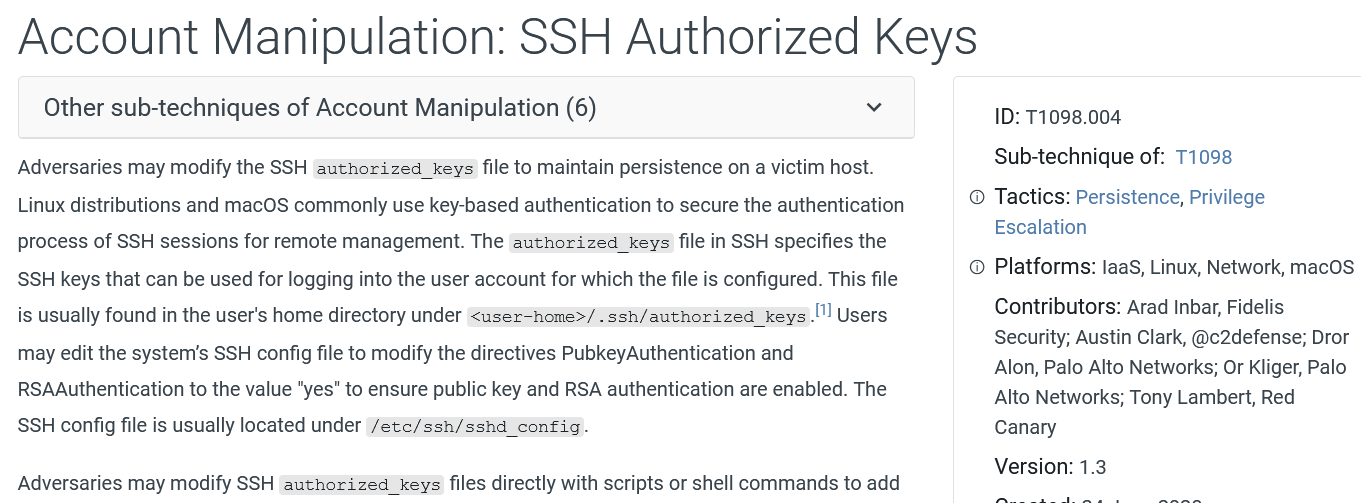 Account Manipulation: SSH Authorized Keys
Other sub-techniques of Account Manipulation (6)
Adversaries may modify the SSH authorized_keys file to maintain persistence on a victim host.
Linux distributions and macOS commonly use key-based authentication to secure the authentication
process of SSH sessions for remote management. The authorized_keys file in SSH specifies the
SSH keys that can be used for logging into the user account for which the file is configured. This file
is usually found in the user's home directory under <user-home>/.ssh/authorized_keys.[1] Users
may edit the system’s SSH config file to modify the directives PubkeyAuthentication and
RSAAuthentication to the value "yes" to ensure public key and RSA authentication are enabled. The
SSH config file is usually located under /etc/ssh/sshd_config.
Adversaries may modify SSH authorized_keys files directly with scripts or shell commands to add
ID: T1098.004
Sub-technique of: T1098
Tactics: Persistence, Privilege
Escalation
Platforms: IaaS, Linux, Network, macOS
Contributors: Arad Inbar, Fidelis
Security; Austin Clark, @c2defense; Dror
Alon, Palo Alto Networks; Or Kliger, Palo
Alto Networks; Tony Lambert, Red
Canary
Version: 1.3